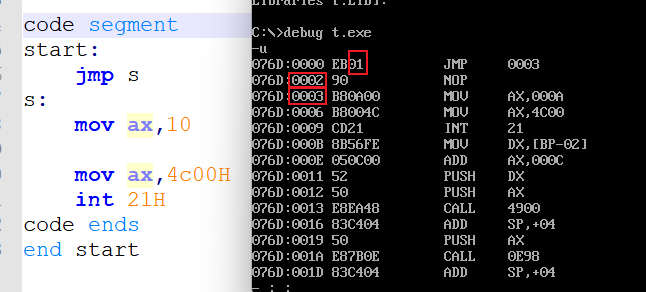 code segment
start:
jmp s
s:
mov ax,10
mov ax,4c00H
int 21H
code ends
end start
C:\>debug t.exe
-u
076D:0000 EB01 JMP 0003
076D:0002 90 NOP
076D:0003 B80A00 MOV AX,000A
076D:0006 B8004C MOV AX,4C00
076D:0009 CD21 INT 21
076D:000B 8B56FE MOV DX,[BP-02]
076D:000E 050C00 ADD AX,000C
076D:0011 52 PUSH DX
076D:0012 50 PUSH AX
076D:0013 E8EA48 CALL 4900
076D:0016 83C404 ADD SP,+04
076D:0019 50 PUSH AX
076D:001A E87B0E CALL 0E98
076D:001D 83C404 ADD SP,+04